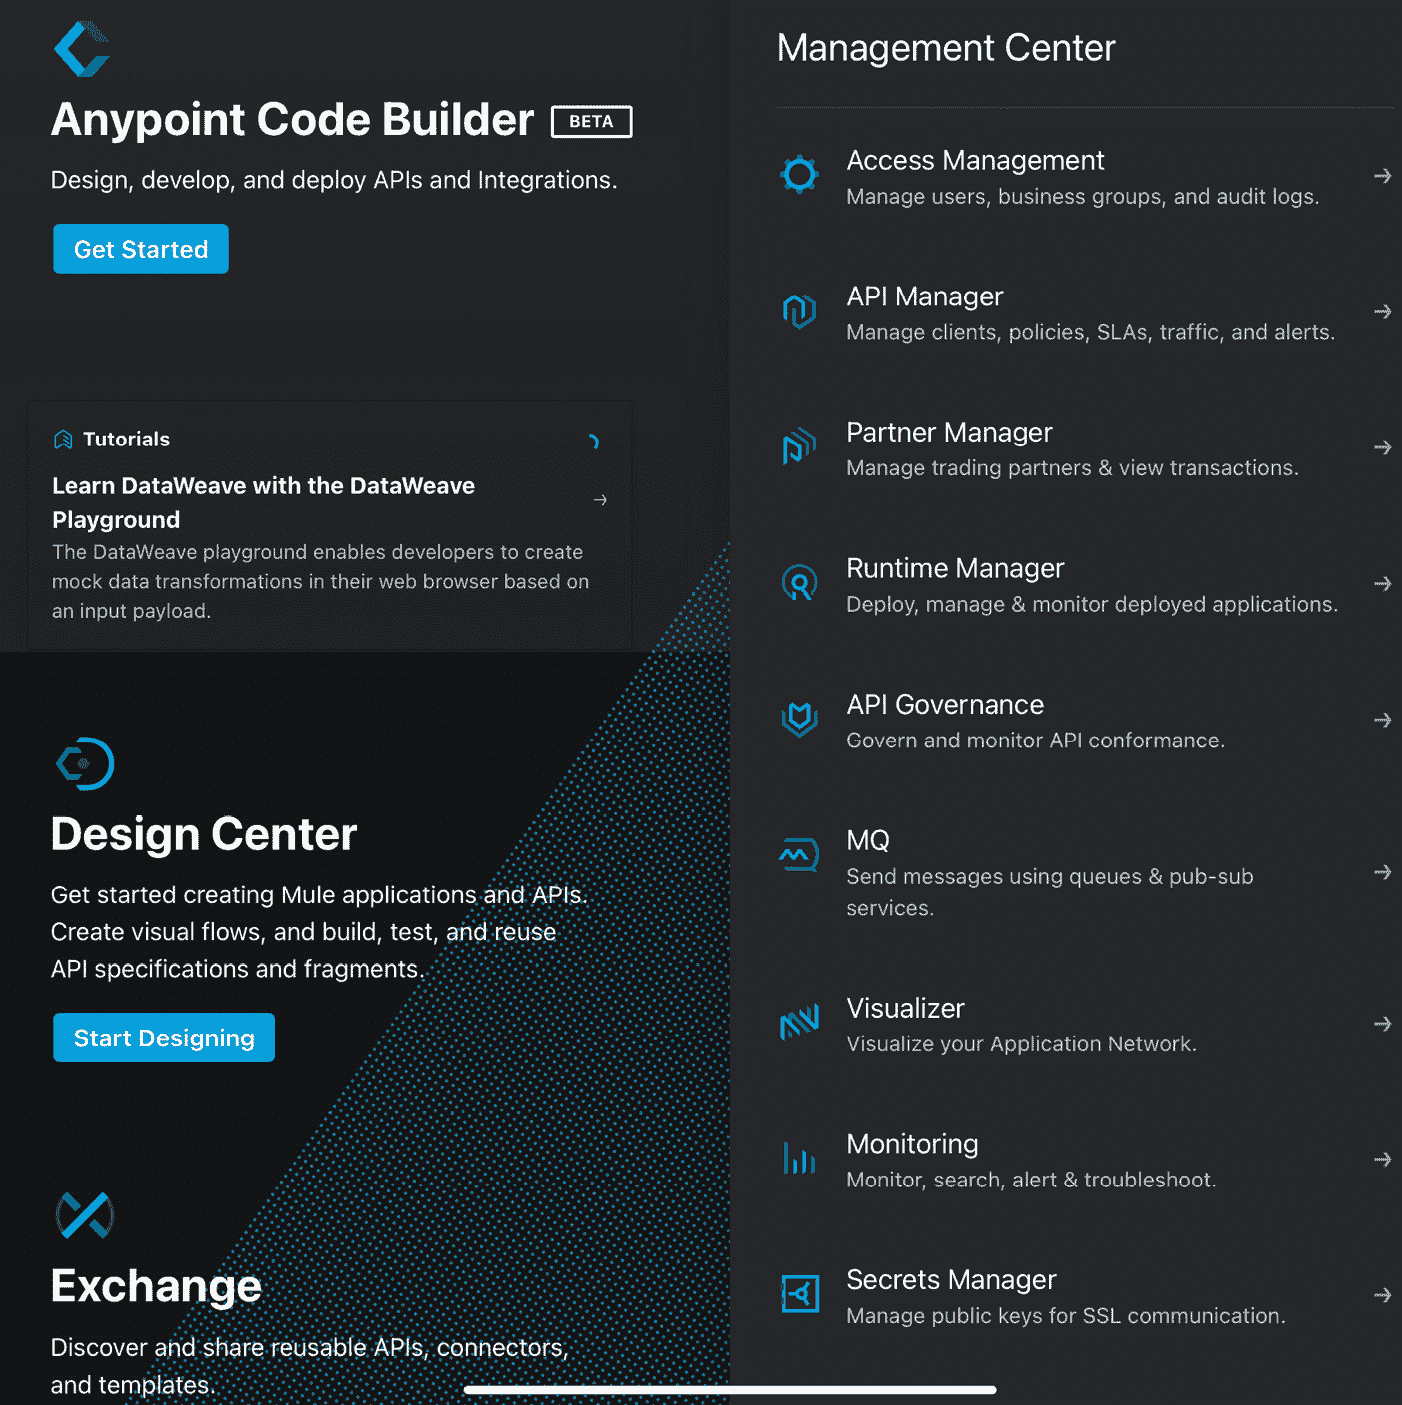 Anypoint Code Builder BETA
Design, develop, and deploy APIs and Integrations.
Get Started
Tutorials
Learn DataWeave with the DataWeave
Playground
The DataWeave playground enables developers to create
mock data transformations in their web browser based on
an input payload.
Design Center
Get started creating Mule applications and APIs.
Create visual flows, and build, test, and reuse
API specifications and fragments.
Start Designing
Exchange
Discover and share reusable APIs, connectors,
and templates.
Management Center
Access Management
Manage users, business groups, and audit logs.
API Manager
Manage clients, policies, SLAs, traffic, and alerts.
Partner Manager
Manage trading partners & view transactions.
Runtime Manager
Deploy, manage & monitor deployed applications.
API Governance
Govern and monitor API conformance.
MQ
Send messages using queues & pub-sub
services.
Visualizer
Visualize your Application Network.
Monitoring
Monitor, search, alert & troubleshoot.
Secrets Manager
Manage public keys for SSL communication.